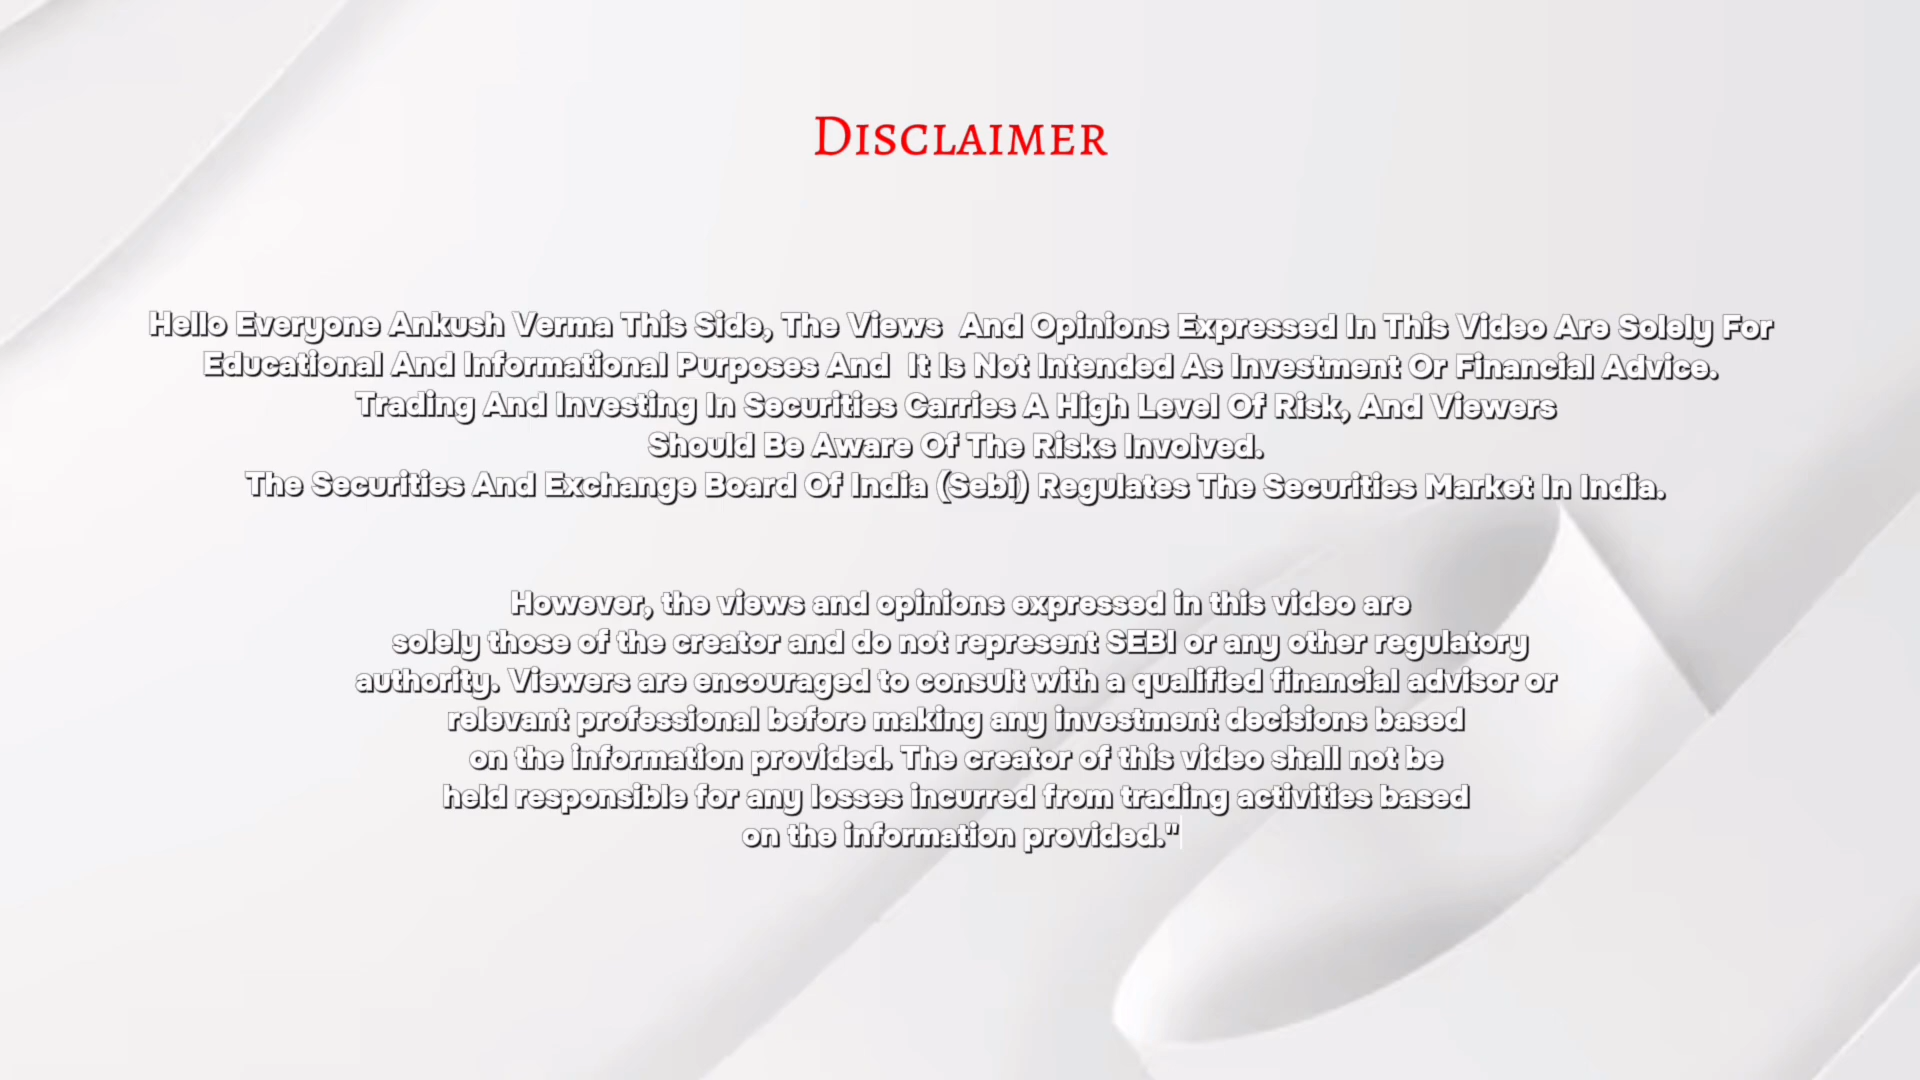 Disclaimer
Hello Everyone Ankush Verma This Side, The Views And Opinions Expressed In This Video Are Solely For
Educational And Informational Purposes And It Is Not Intended As Investment Or Financial Advice.
Trading And Investing In Securities Carries A High Level Of Risk, And Viewers
Should Be Aware Of The Risks Involved.
The Securities And Exchange Board Of India (Sebi) Regulates The Securities Market In India.
However, the views and opinions expressed in this video are
solely those of the creator and do not represent SEBI or any other regulatory
authority. Viewers are encouraged to consult with a qualified financial advisor or
relevant professional before making any investment decisions based
on the information provided. The creator of this video shall not be
held responsible for any losses incurred from trading activities based
on the information provided."